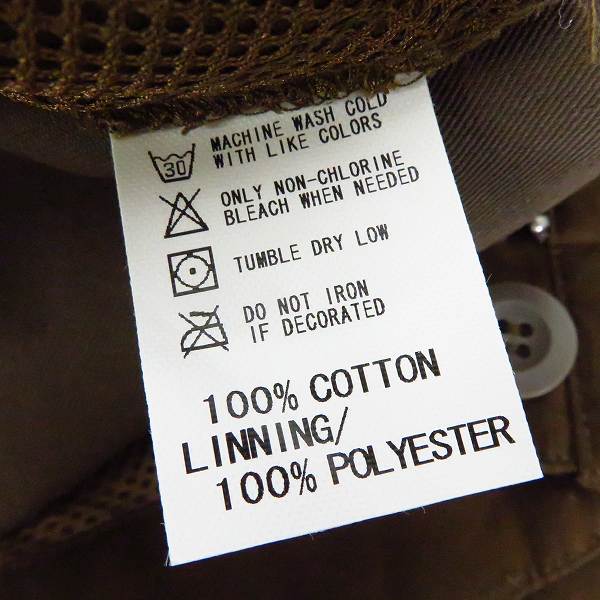 30
MACHINE WASH COLD
WITH LIKE COLORS
ONLY NON-CHLORINE
BLEACH WHEN NEEDED
TUMBLE DRY LOW
DO NOT IRON
IF DECORATED
100% COTTON
LINNING/
100% POLYESTER